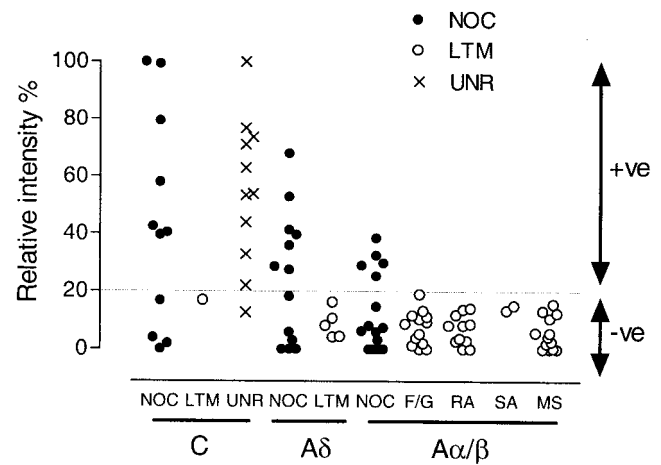 NOC
LTM
UNR
Relative intensity %
100
80
60
40
20
0
+ve
-ve
NOC LTM UNR NOC LTM NOC F/G RA SA MS
C Aδ Aα/β